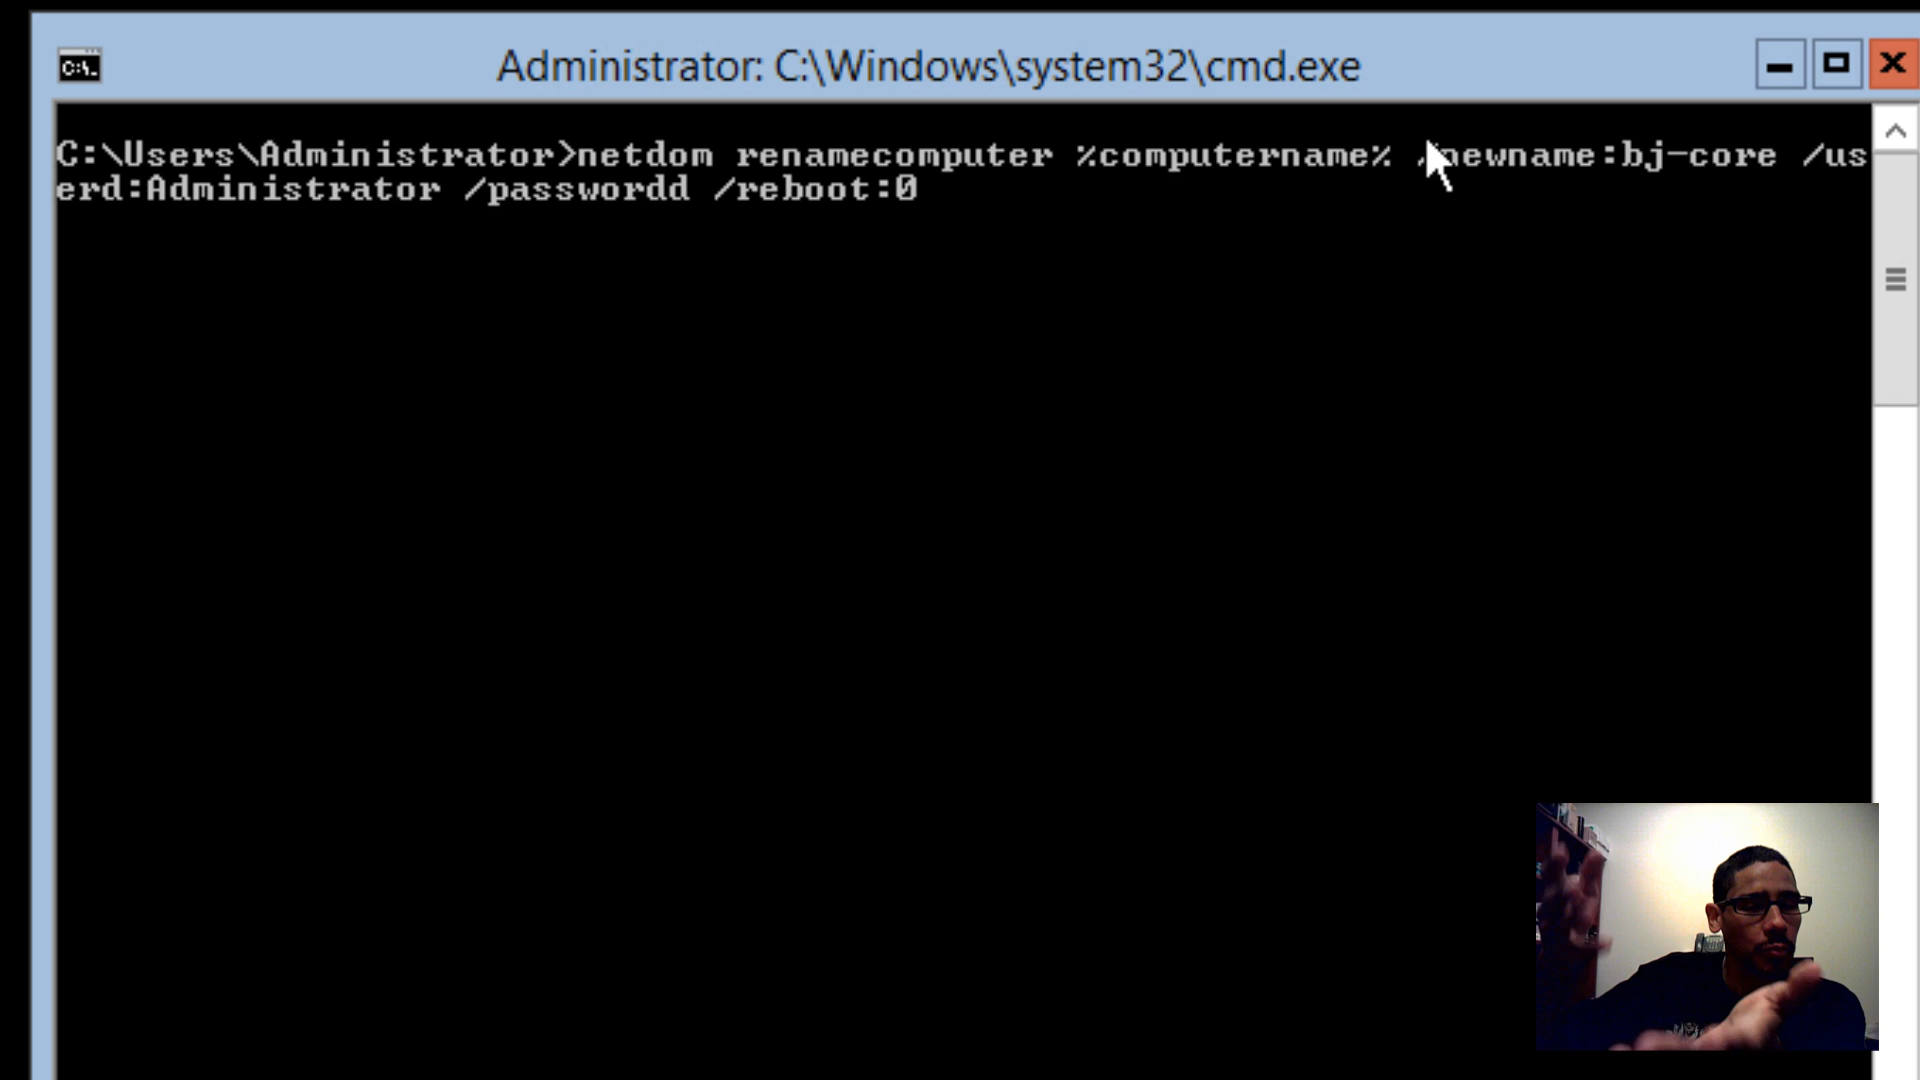 C:\.
Administrator: C:\Windows\system32\cmd.exe
C:\Users\Administrator>netdom renamecomputer %computername% /newname:bj-core /us
erd:Administrator /passwordd /reboot:0